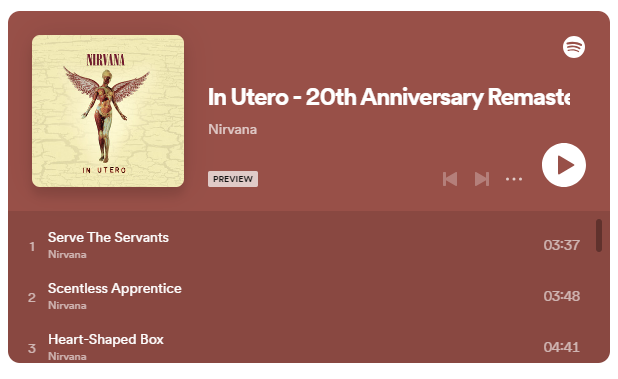 NIRVANA
IN UTERO
In Utero - 20th Anniversary Remaste
Nirvana
PREVIEW
1 Serve The Servants 03:37
Nirvana
2 Scentless Apprentice 03:48
Nirvana
3 Heart-Shaped Box 04:41
Nirvana